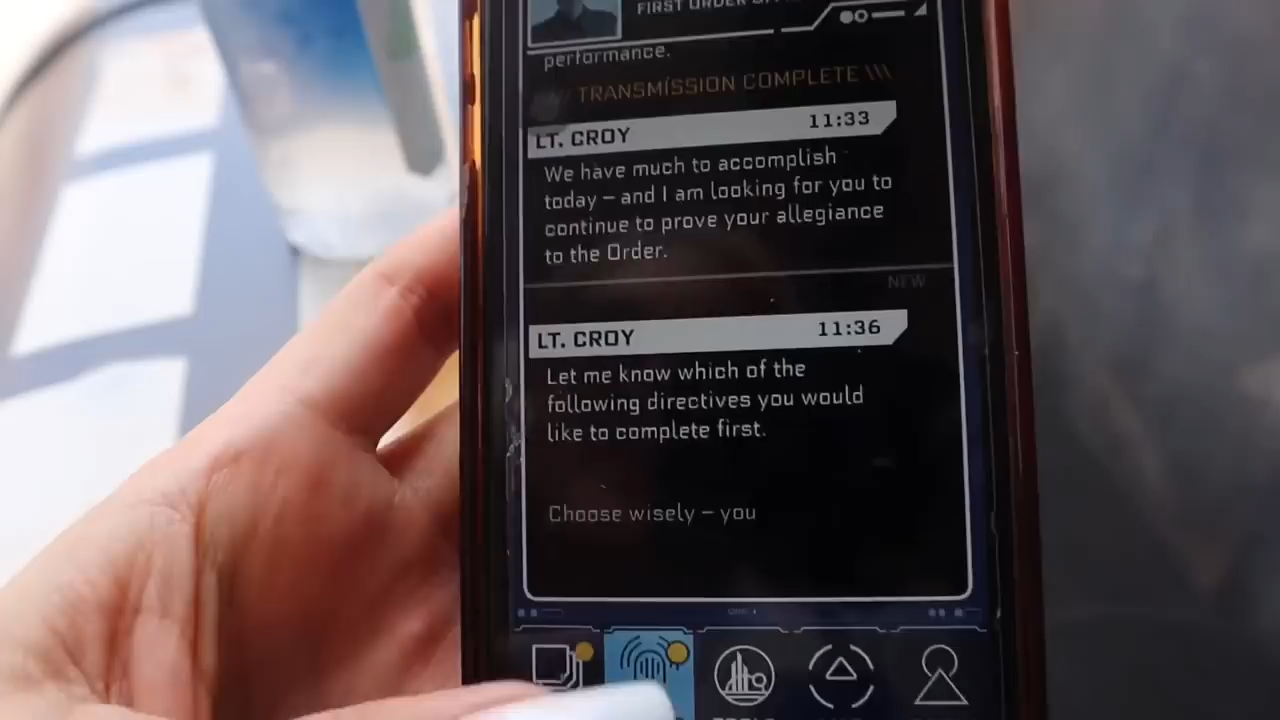 FIRST ORDER
performance.
TRANSMISSION COMPLETE \\\
LT. CROY 11:33
We have much to accomplish
today – and I am looking for you to
continue to prove your allegiance
to the Order.
NEW
LT. CROY 11:36
Let me know which of the
following directives you would
like to complete first.
Choose wisely – you